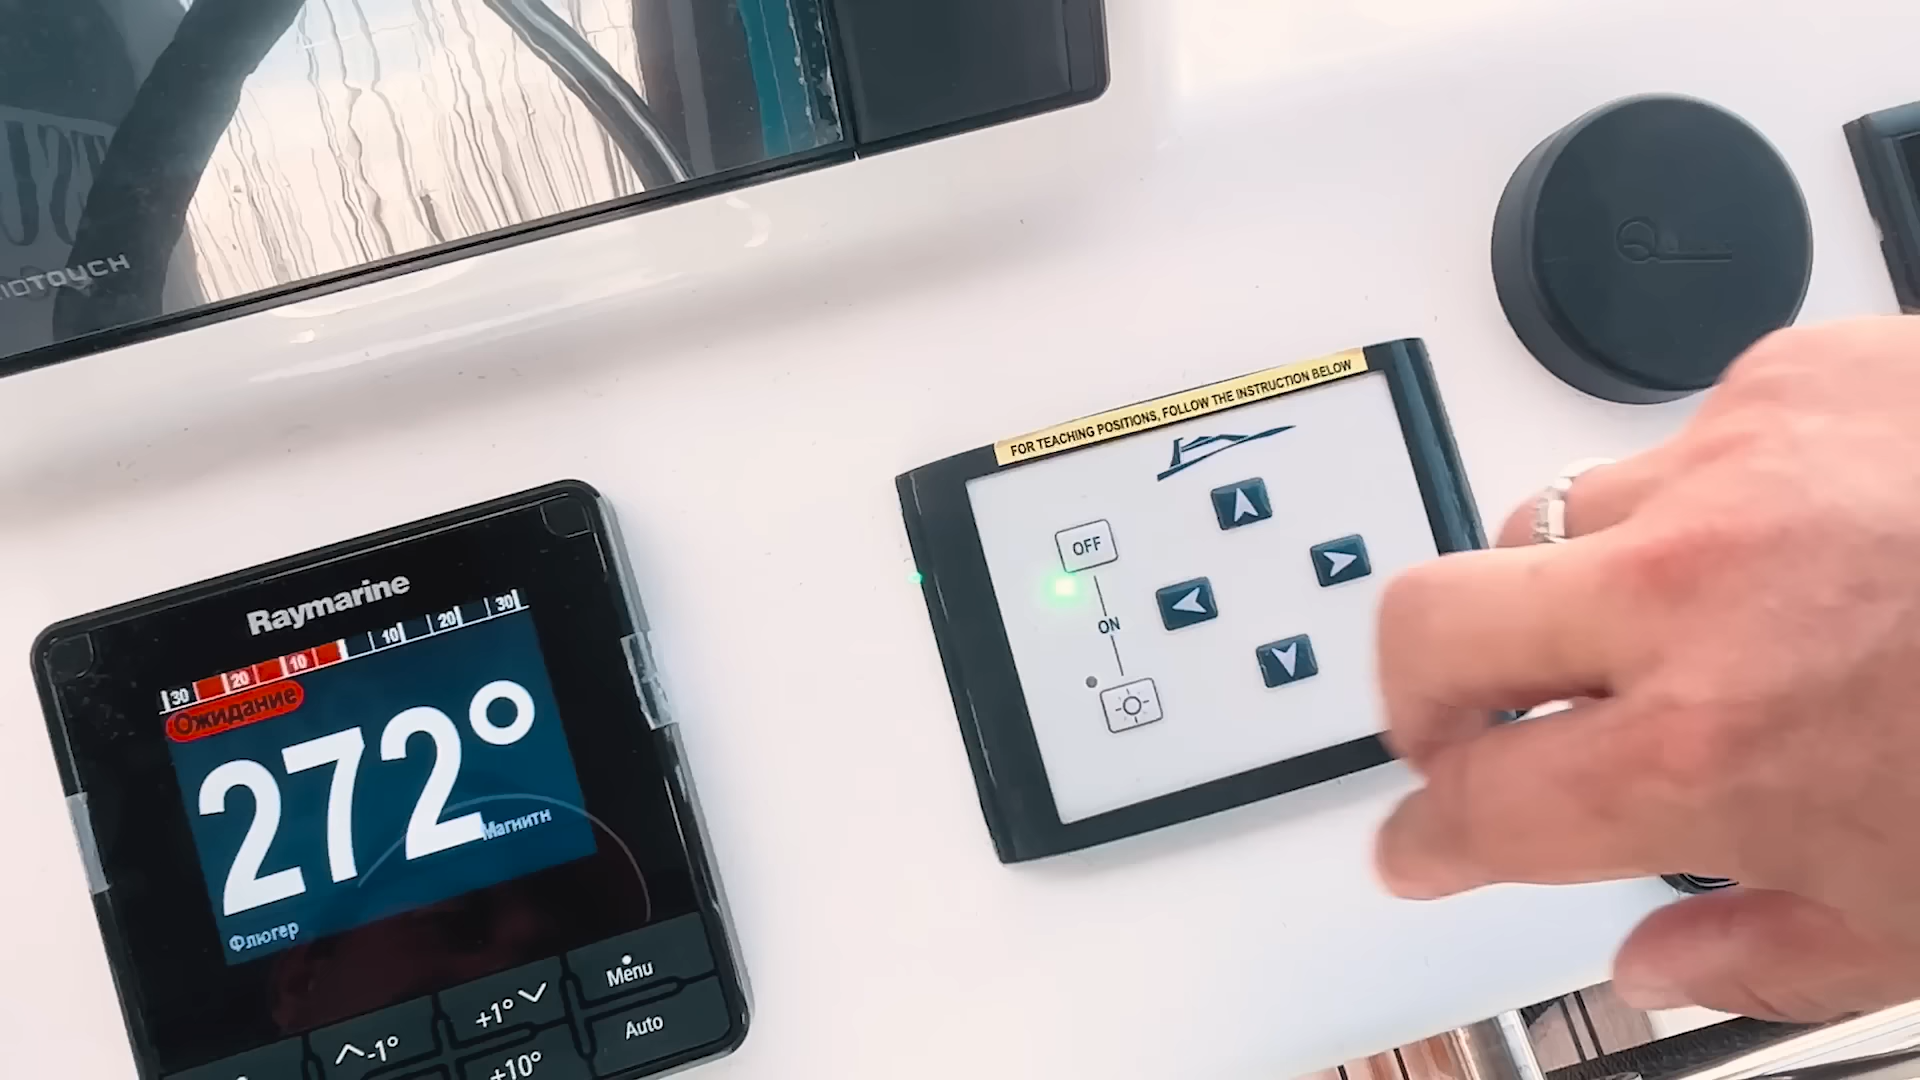 FOR TEACHING POSITIONS, FOLLOW THE INSTRUCTION BELOW
OFF
ON
Raymarine
30 20 10 10 20 30
Ожидание
272°
Магнитн
Флюгер
-1°
+1°
Menu
+10°
Auto